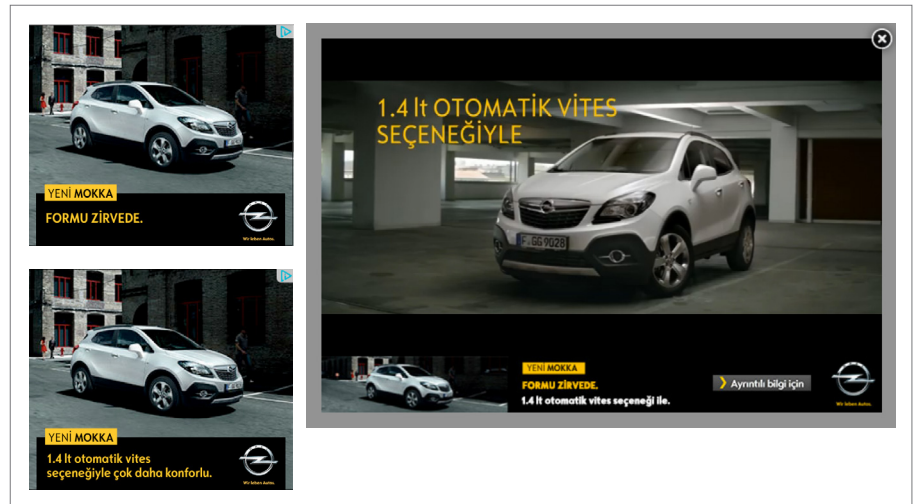 YENİ MOKKA
FORMU ZİRVEDE.
Wir leben Autos.
YENİ MOKKA
1.4 lt otomatik vites
seçeneğiyle çok daha konforlu.
Wir leben Autos.
1.4 lt OTOMATİK VİTES
SEÇENEĞİYLE
F GG 9028
YENİ MOKKA
FORMU ZİRVEDE.
1.4 lt otomatik vites seçeneği ile.
Ayrıntılı bilgi için
Wir leben Autos.